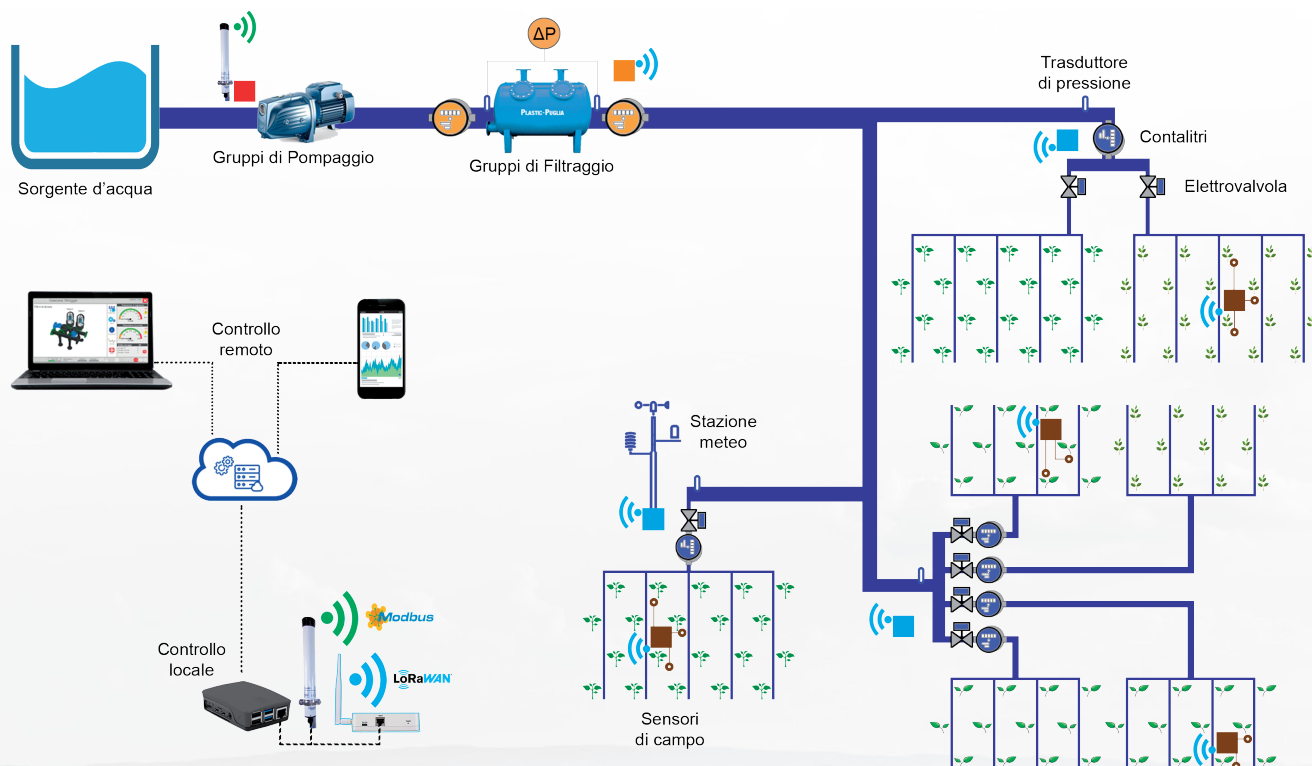 ΔP
Trasduttore
di pressione
PLASTIC-PUGLIA
Contalitri
Gruppi di Pompaggio
Gruppi di Filtraggio
Sorgente d'acqua
Elettrovalvola
Controllo
remoto
Stazione
meteo
Modbus
Controllo
locale
LoRaWAN
Sensori
di campo